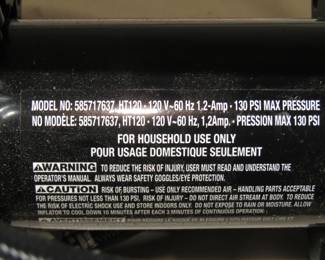 MODEL NO: 585717637, HT120 - 120 V~60 Hz 1.2-Amp - 130 PSI MAX PRESSURE
NO MODÈLE: 585717637, HT120 - 120 V~60 Hz, 1,2Amp. - PRESSION MAX 130 PSI
FOR HOUSEHOLD USE ONLY
POUR USAGE DOMESTIQUE SEULEMENT
WARNING TO REDUCE THE RISK OF INJURY, USER MUST READ AND UNDERSTAND THE
OPERATOR'S MANUAL. ALWAYS WEAR SAFETY GOGGLES/EYE PROTECTION.
CAUTION RISK OF BURSTING - USE ONLY RECOMMENDED AIR - HANDLING PARTS ACCEPTABLE
FOR PRESSURES NOT LESS THAN 130 PSI. RISK OF INJURY - DO NOT DIRECT AIR STREAM AT BODY. TO REDUCE
THE RISK OF ELECTRIC SHOCK USE AND STORE INDOORS ONLY. DO NOT EXPOSE TO RAIN OR MOISTURE. ALLOW
INFLATOR TO COOL DOWN 10 MINUTES AFTER EACH 3 MINUTES OF CONTINUOUS OPERATION.
AVERTISSEMENT